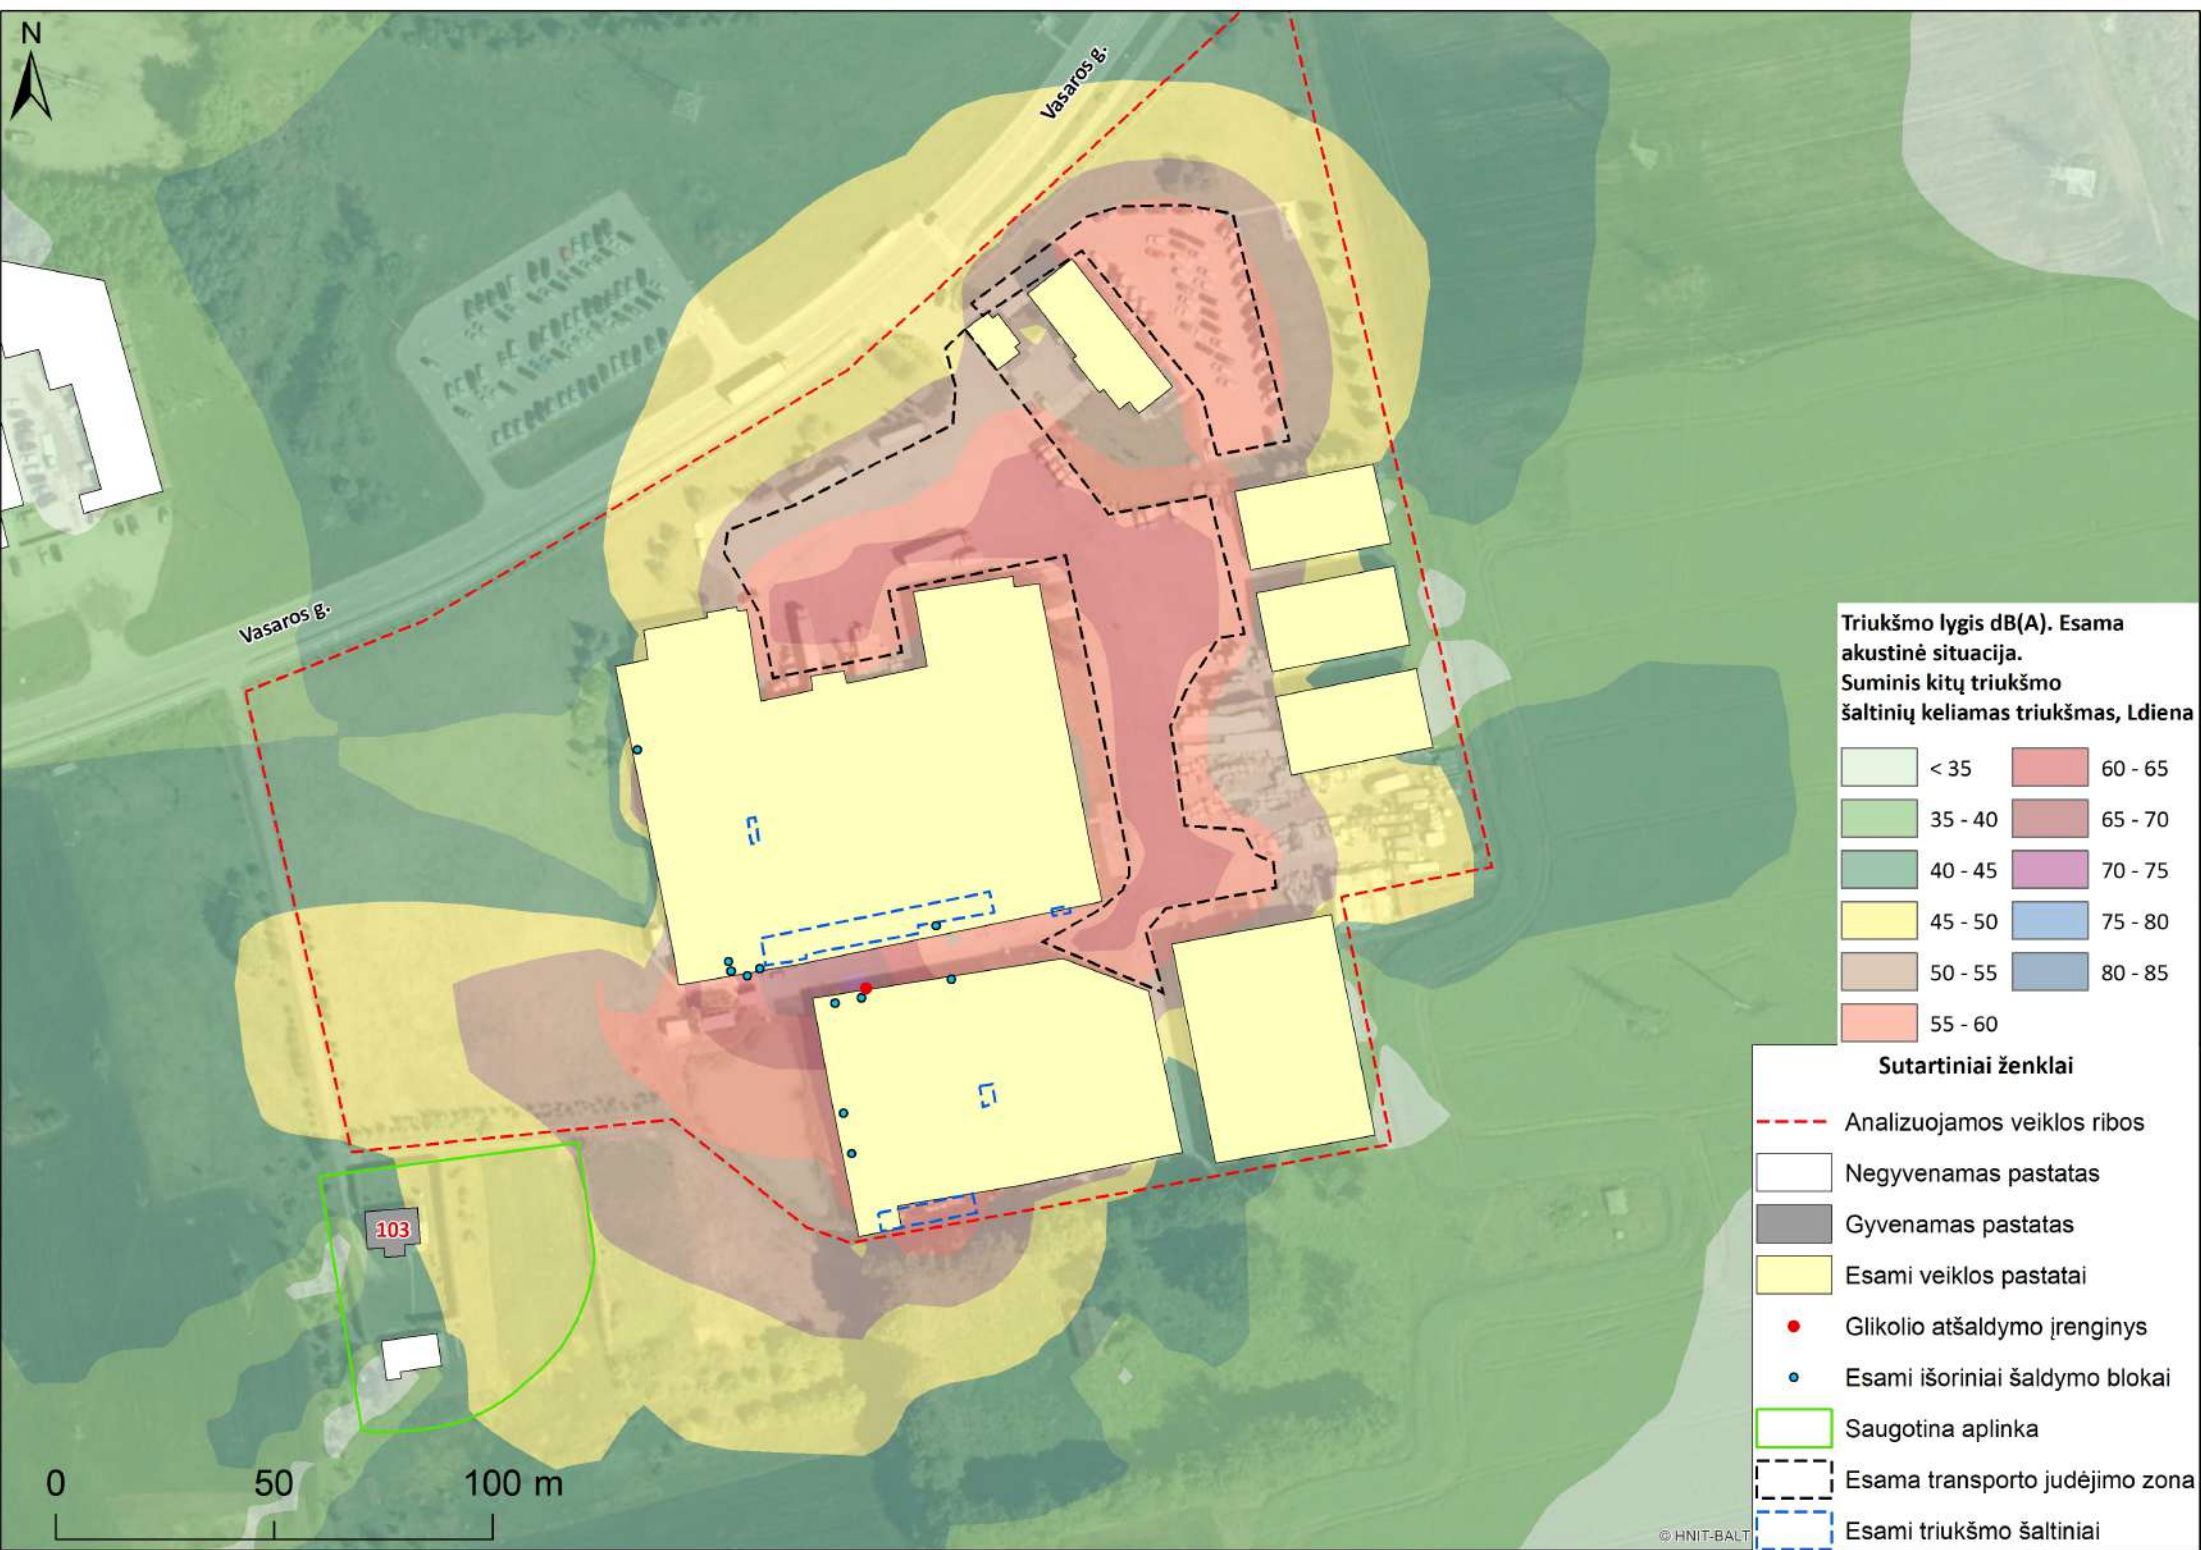 N
Vasaros g.
Vasaros g.
103
0 50 100 m
© HNIT-BALT
Triukšmo lygis dB(A). Esama
akustinė situacija.
Suminis kitų triukšmo
šaltinių keliamas triukšmas, Ldiena
< 35 60 - 65
35 - 40 65 - 70
40 - 45 70 - 75
45 - 50 75 - 80
50 - 55 80 - 85
55 - 60
Sutartiniai ženklai
Analizuojamos veiklos ribos
Negyvenamas pastatas
Gyvenamas pastatas
Esami veiklos pastatai
Glikolio atšaldymo įrenginys
Esami išoriniai šaldymo blokai
Saugotina aplinka
Esama transporto judėjimo zona
Esami triukšmo šaltiniai